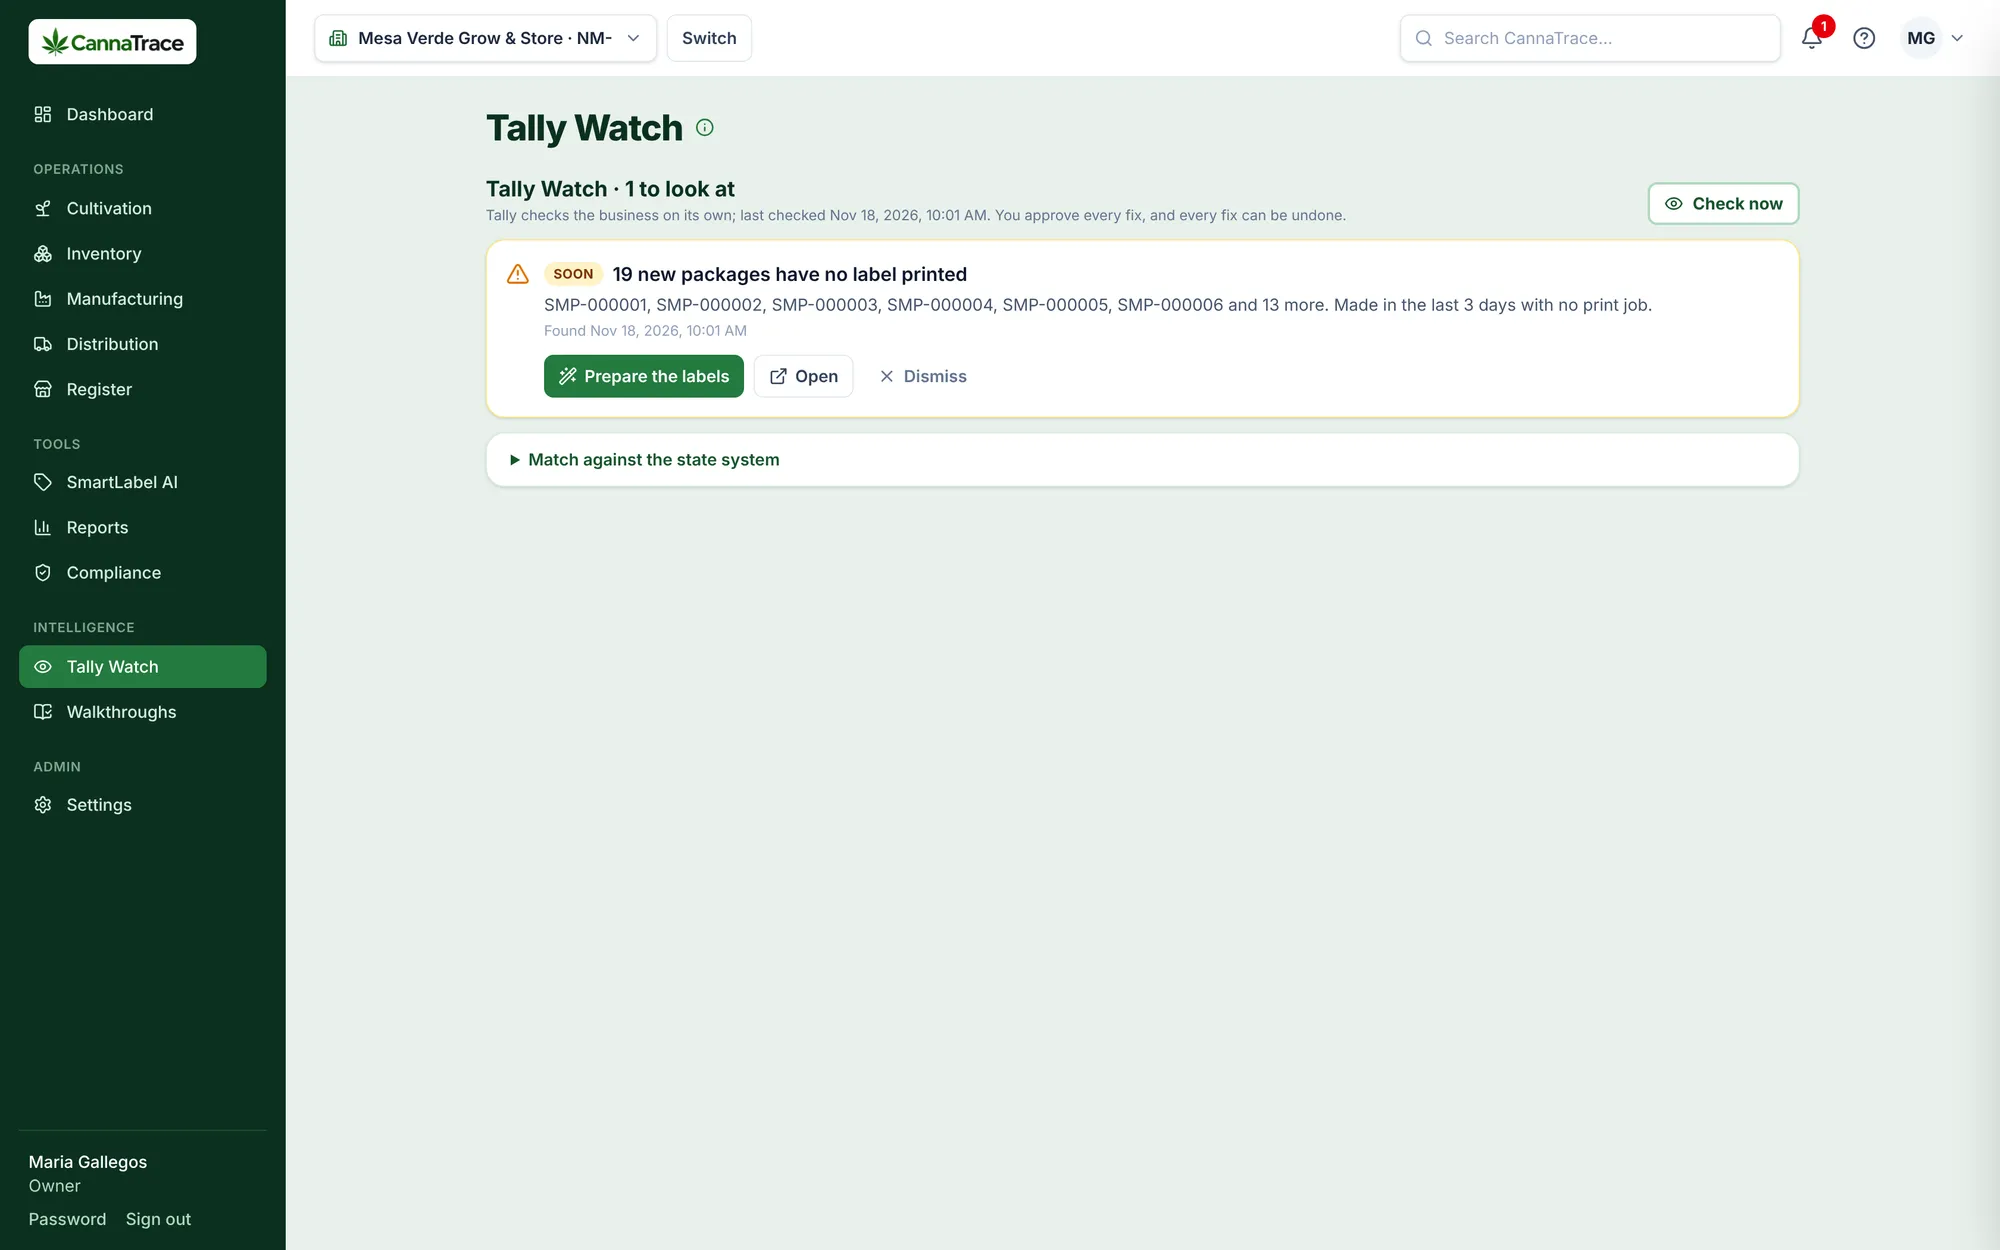 CannaTrace
Mesa Verde Grow & Store · NM-
Switch
Search CannaTrace...
1
MG
Dashboard
OPERATIONS
Cultivation
Inventory
Manufacturing
Distribution
Register
TOOLS
SmartLabel AI
Reports
Compliance
INTELLIGENCE
Tally Watch
Walkthroughs
ADMIN
Settings
Maria Gallegos
Owner
Password Sign out
Tally Watch
Tally Watch · 1 to look at
Tally checks the business on its own; last checked Nov 18, 2026, 10:01 AM. You approve every fix, and every fix can be undone.
Check now
SOON 19 new packages have no label printed
SMP-000001, SMP-000002, SMP-000003, SMP-000004, SMP-000005, SMP-000006 and 13 more. Made in the last 3 days with no print job.
Found Nov 18, 2026, 10:01 AM
Prepare the labels Open Dismiss
Match against the state system